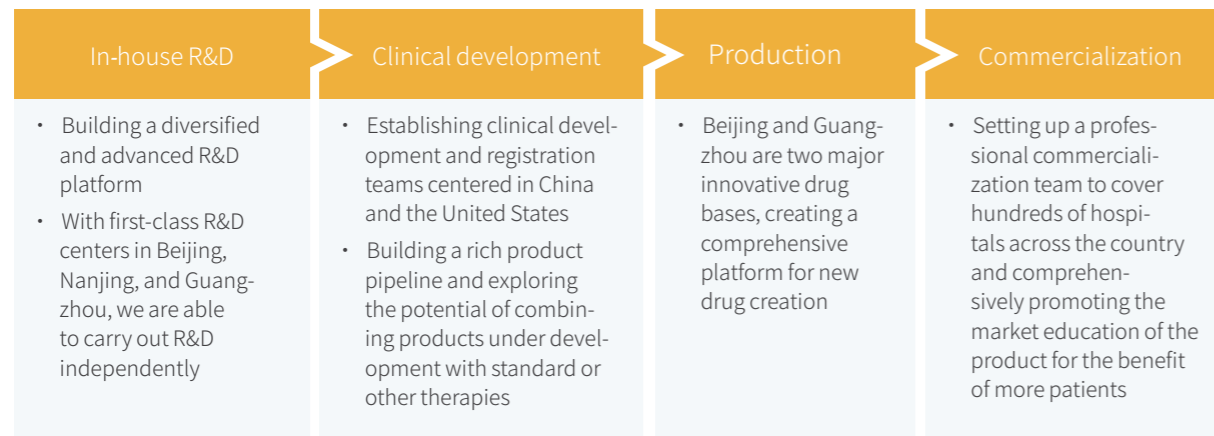 In-house R&D
• Building a diversified
and advanced R&D
platform
• With first-class R&D
centers in Beijing,
Nanjing, and Guang-
zhou, we are able
to carry out R&D
independently
Clinical development
• Establishing clinical devel-
opment and registration
teams centered in China
and the United States
• Building a rich product
pipeline and exploring
the potential of combin-
ing products under devel-
opment with standard or
other therapies
Production
• Beijing and Guang-
zhou are two major
innovative drug
bases, creating a
comprehensive
platform for new
drug creation
Commercialization
• Setting up a profes-
sional commerciali-
zation team to cover
hundreds of hospi-
tals across the country
and comprehen-
sively promoting the
market education of the
product for the benefit
of more patients